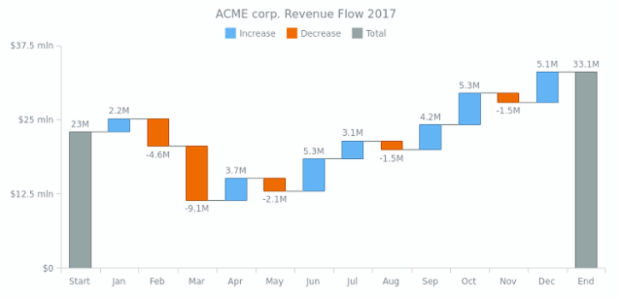 ACME corp. Revenue Flow 2017
Increase Decrease Total
$37.5 mln
$25 mln
$12.5 mln
$0
23M
2.2M
-4.6M
-9.1M
3.7M
-2.1M
5.3M
3.1M
-1.5M
4.2M
5.3M
-1.5M
5.1M
33.1M
Start Jan Feb Mar Apr May Jun Jul Aug Sep Oct Nov Dec End